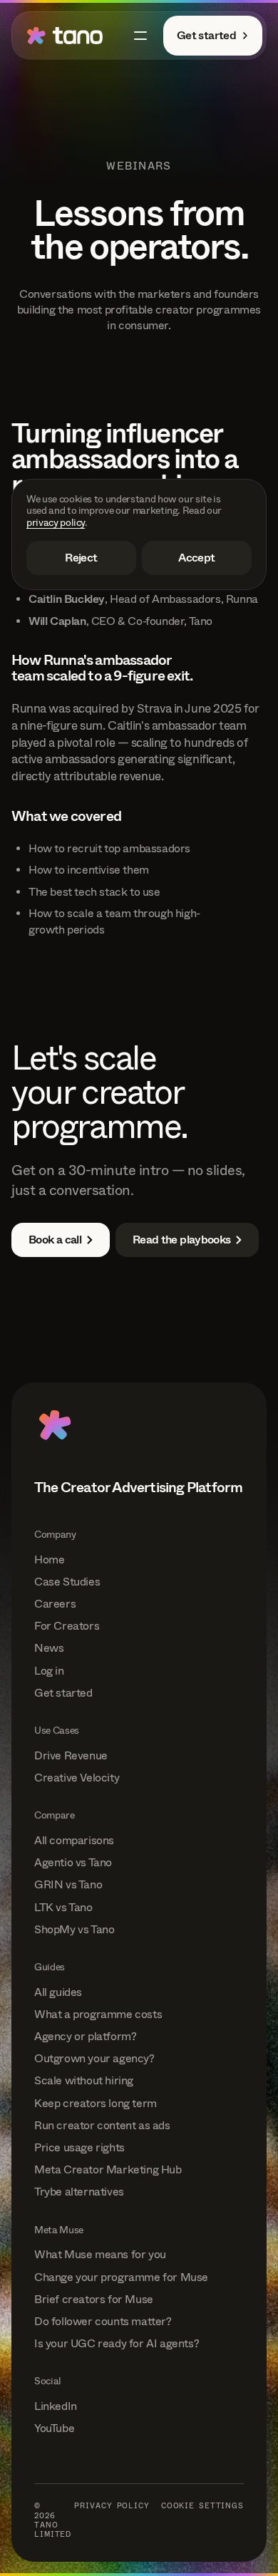 tano
Get started
WEBINARS
Lessons from
the operators.
Conversations with the marketers and founders
building the most profitable creator programmes
in consumer.
Turning influencer
ambassadors into a
We use cookies to understand how our site is
used and to improve our marketing. Read our
privacy policy.
Reject
Accept
Caitlin Buckley, Head of Ambassadors, Runna
Will Caplan, CEO & Co-founder, Tano
How Runna's ambassador
team scaled to a 9-figure exit.
Runna was acquired by Strava in June 2025 for
a nine-figure sum. Caitlin's ambassador team
played a pivotal role — scaling to hundreds of
active ambassadors generating significant,
directly attributable revenue.
What we covered
How to recruit top ambassadors
How to incentivise them
The best tech stack to use
How to scale a team through high-
growth periods
Let's scale
your creator
programme.
Get on a 30-minute intro — no slides,
just a conversation.
Book a call
Read the playbooks
The Creator Advertising Platform
Company
Home
Case Studies
Careers
For Creators
News
Log in
Get started
Use Cases
Drive Revenue
Creative Velocity
Compare
All comparisons
Agentio vs Tano
GRIN vs Tano
LTK vs Tano
ShopMy vs Tano
Guides
All guides
What a programme costs
Agency or platform?
Outgrown your agency?
Scale without hiring
Keep creators long term
Run creator content as ads
Price usage rights
Meta Creator Marketing Hub
Trybe alternatives
Meta Muse
What Muse means for you
Change your programme for Muse
Brief creators for Muse
Do follower counts matter?
Is your UGC ready for AI agents?
Social
LinkedIn
YouTube
©
2026
TANO
LIMITED
PRIVACY POLICY
COOKIE SETTINGS